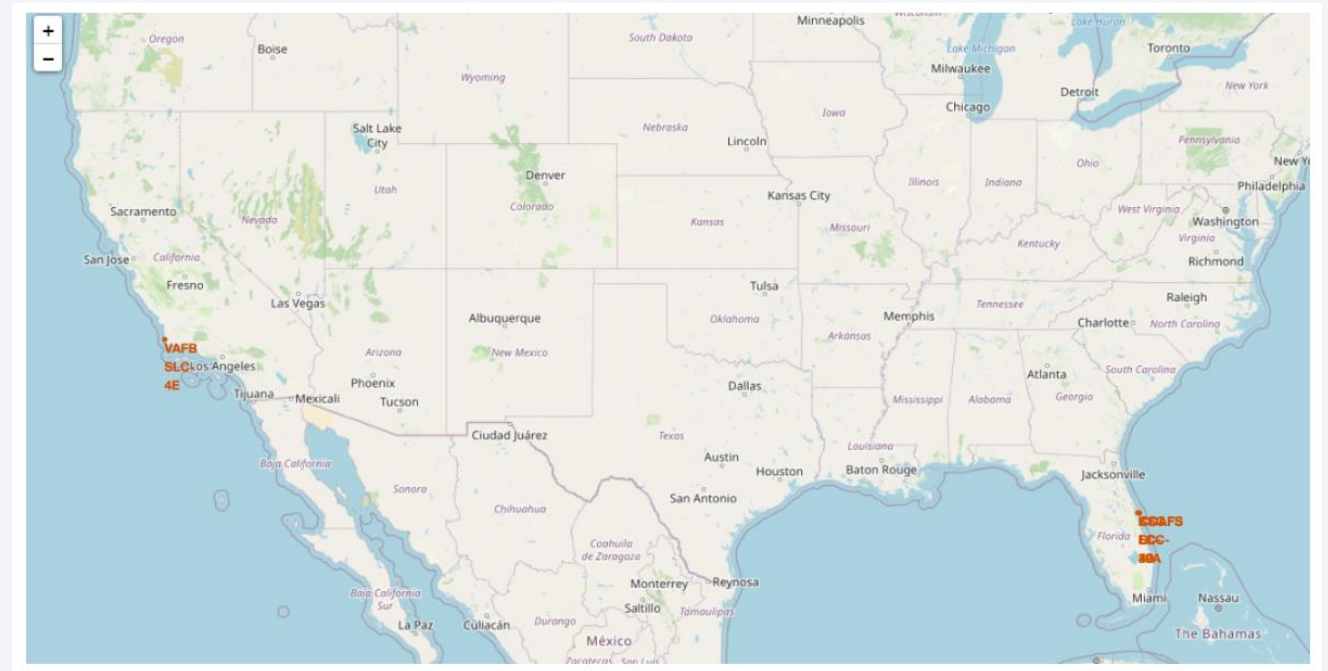 +
−
Minneapolis
Wisconsin
Lake Huron
Oregon
Boise
South Dakota
Lake Michigan
Toronto
Milwaukee
Wyoming
Detroit
New York
Chicago
Iowa
Salt Lake
City
Nebraska
Lincoln
Pennsylvania
New Yo
Ohio
Denver
Utah
Illinois
Indiana
Philadelphia
Kansas City
Colorado
Sacramento
Nevada
Kansas
Missouri
West Virginia
Washington
Virginia
Kentucky
San Jose
California
Richmond
Fresno
Tulsa
Las Vegas
Raleigh
Tennessee
Albuquerque
Oklahoma
Memphis
Charlotte
North Carolina
Arkansas
VAFB
SLC-
4E
Los Angeles
Arizona
New Mexico
South Carolina
Atlanta
Phoenix
Dallas
Tijuana
Mexicali
Tucson
Mississippi
Alabama
Georgia
Ciudad Juárez
Texas
Louisiana
Austin
Baja California
Houston
Baton Rouge
Jacksonville
Sonora
San Antonio
Chihuahua
Florida
Coahuila
de Zaragoza
Monterrey
Reynosa
Baja California
Sur
Saltillo
Tamaulipas
Miami
Nassau
La Paz
Culiacán
Durango
México
The Bahamas
Zacatecas
San Luis